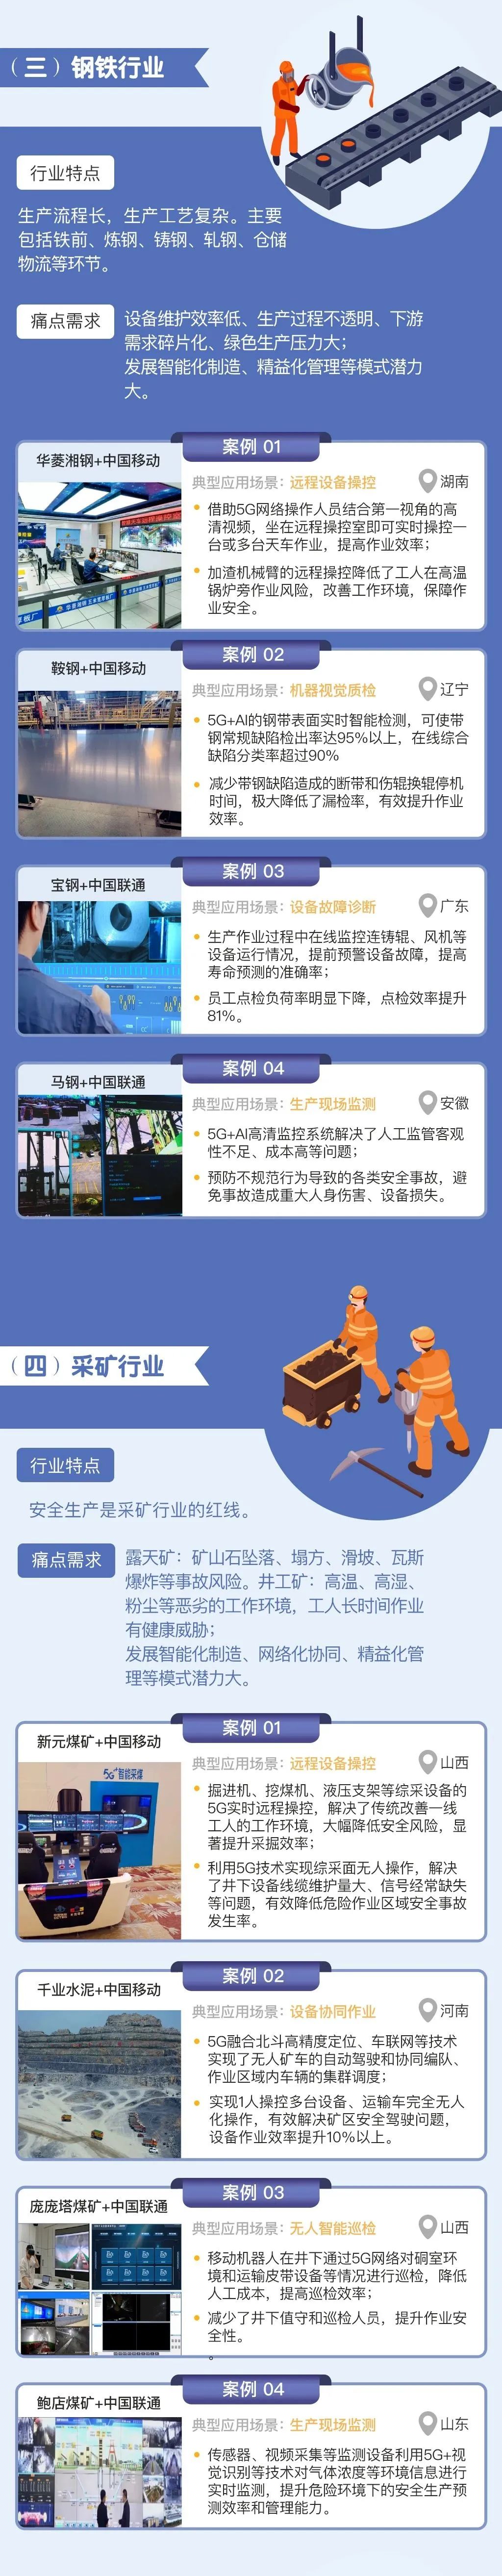 （三）钢铁行业
行业特点
生产流程长，生产工艺复杂。主要
包括铁前、炼钢、铸钢、轧钢、仓储
物流等环节。
痛点需求
设备维护效率低、生产过程不透明、下游
需求碎片化、绿色生产压力大；
发展智能化制造、精益化管理等模式潜力
大。
案例 01
华菱湘钢+中国移动
典型应用场景：远程设备操控
湖南
借助5G网络操作人员结合第一视角的高
清视频，坐在远程操控室即可实时操控一
台或多台天车作业，提高作业效率；
加渣机械臂的远程操控降低了工人在高温
锅炉旁作业风险，改善工作环境，保障作
业安全。
案例 02
鞍钢+中国移动
典型应用场景：机器视觉质检
辽宁
5G+AI的钢带表面实时智能检测，可使带
钢常规缺陷检出率达95%以上，在线综合
缺陷分类率超过90%
减少带钢缺陷造成的断带和伤辊换辊停机
时间，极大降低了漏检率，有效提升作业
效率。
案例 03
宝钢+中国联通
典型应用场景：设备故障诊断
广东
生产作业过程中在线监控连铸辊、风机等
设备运行情况，提前预警设备故障，提高
寿命预测的准确率；
员工点检负荷率明显下降，点检效率提升
81%。
案例 04
马钢+中国联通
典型应用场景：生产现场监测
安徽
5G+AI高清监控系统解决了人工监管客观
性不足、成本高等问题；
预防不规范行为导致的各类安全事故，避
免事故造成重大人身伤害、设备损失。
（四）采矿行业
行业特点
安全生产是采矿行业的红线。
痛点需求
露天矿：矿山石坠落、塌方、滑坡、瓦斯
爆炸等事故风险。井工矿：高温、高湿、
粉尘等恶劣的工作环境，工人长时间作业
有健康威胁；
发展智能化制造、网络化协同、精益化管
理等模式潜力大。
案例 01
新元煤矿+中国移动
5G+智能采煤
典型应用场景：远程设备操控
山西
掘进机、挖煤机、液压支架等综采设备的
5G实时远程操控，解决了传统改善一线
工人的工作环境，大幅降低安全风险，显
著提升采掘效率；
利用5G技术实现综采面无人操作，解决
了井下设备线缆维护量大、信号经常缺失
等问题，有效降低危险作业区域安全事故
发生率。
案例 02
千业水泥+中国移动
典型应用场景：设备协同作业
河南
5G融合北斗高精度定位、车联网等技术
实现了无人矿车的自动驾驶和协同编队、
作业区域内车辆的集群调度；
实现1人操控多台设备、运输车完全无人
化操作，有效解决矿区安全驾驶问题，
设备作业效率提升10%以上。
案例 03
庞庞塔煤矿+中国联通
典型应用场景：无人智能巡检
山西
移动机器人在井下通过5G网络对硐室环
境和运输皮带设备等情况进行巡检，降低
人工成本，提高巡检效率；
减少了井下值守和巡检人员，提升作业安
全性。
。
案例 04
鲍店煤矿+中国联通
典型应用场景：生产现场监测
山东
传感器、视频采集等监测设备利用5G+视
觉识别等技术对气体浓度等环境信息进行
实时监测，提升危险环境下的安全生产预
测效率和管理能力。